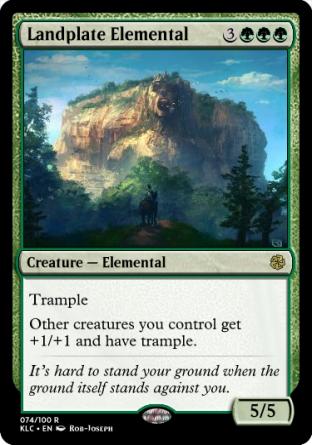 Landplate Elemental 3
Creature — Elemental
Trample
Other creatures you control get
+1/+1 and have trample.
It's hard to stand your ground when the
ground itself stands against you.
5/5
074/100 R
KLC • EN Rob-Joseph